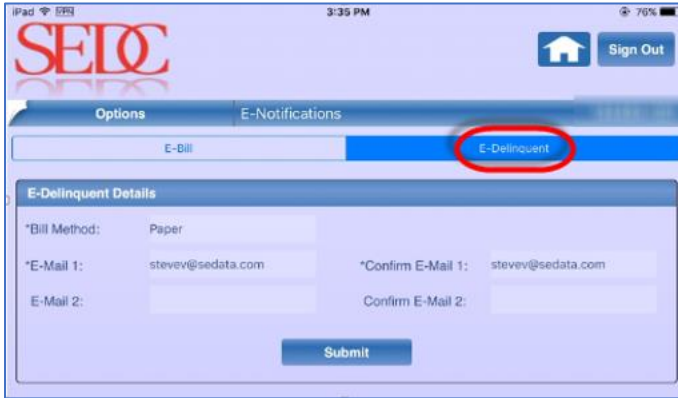 iPad VPN 3:35 PM 76%
SEDC
Sign Out
Options E-Notifications
E-Bill E-Delinquent
E-Delinquent Details
*Bill Method: Paper
*E-Mail 1: stevev@sedata.com *Confirm E-Mail 1: stevev@sedata.com
E-Mail 2: Confirm E-Mail 2:
Submit